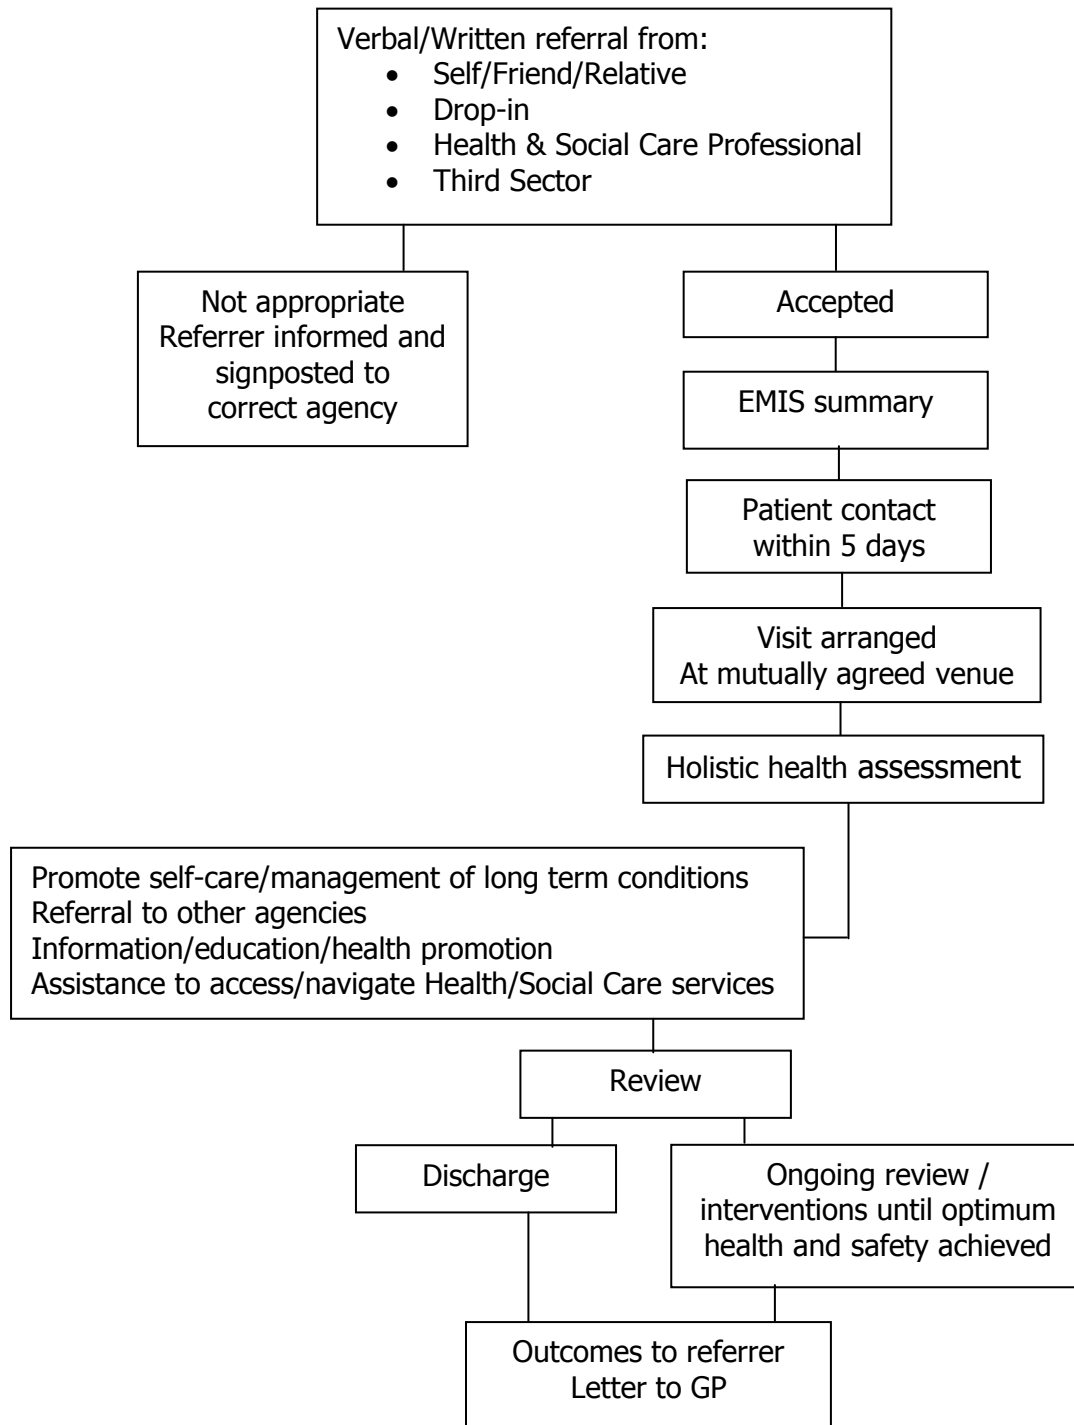 Verbal/Written referral from:
• Self/Friend/Relative
• Drop-in
• Health & Social Care Professional
• Third Sector
Not appropriate
Referrer informed and
signposted to
correct agency
Accepted
EMIS summary
Patient contact
within 5 days
Visit arranged
At mutually agreed venue
Holistic health assessment
Promote self-care/management of long term conditions
Referral to other agencies
Information/education/health promotion
Assistance to access/navigate Health/Social Care services
Review
Discharge
Ongoing review /
interventions until optimum
health and safety achieved
Outcomes to referrer
Letter to GP